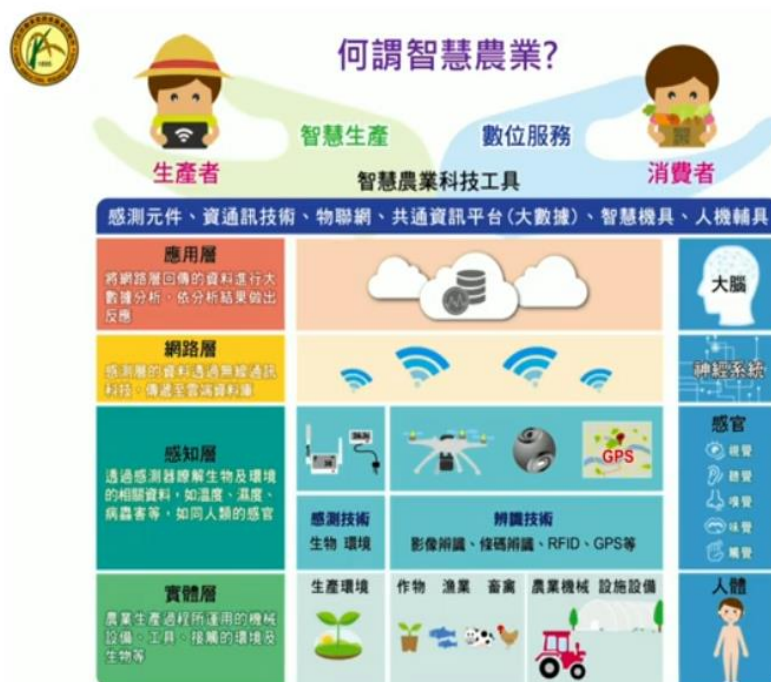 何謂智慧農業?
智慧生產
數位服務
生產者
消費者
智慧農業科技工具
感測元件、資通訊技術、物聯網、共通資訊平台(大數據)、智慧機具、人機輔具
應用層
將網路層回傳的資料進行大
數據分析,依分析結果做出
反應
大腦
網路層
感測層的資料透過無線通訊
科技,傳遞至雲端資料庫
神經系統
感知層
透過感測器瞭解生物及環境
的相關資料,如溫度、濕度、
病蟲害等,如同人類的感官
GPS
感測技術
生物 環境
辨識技術
影像辨識、條碼辨識、RFID、GPS等
感官
視覺
聽覺
嗅覺
味覺
觸覺
實體層
農業生產過程所運用的機械
設備、工具、接觸的環境及
生物等
生產環境
作物 漁業 畜禽
農業機械 設施設備
人體